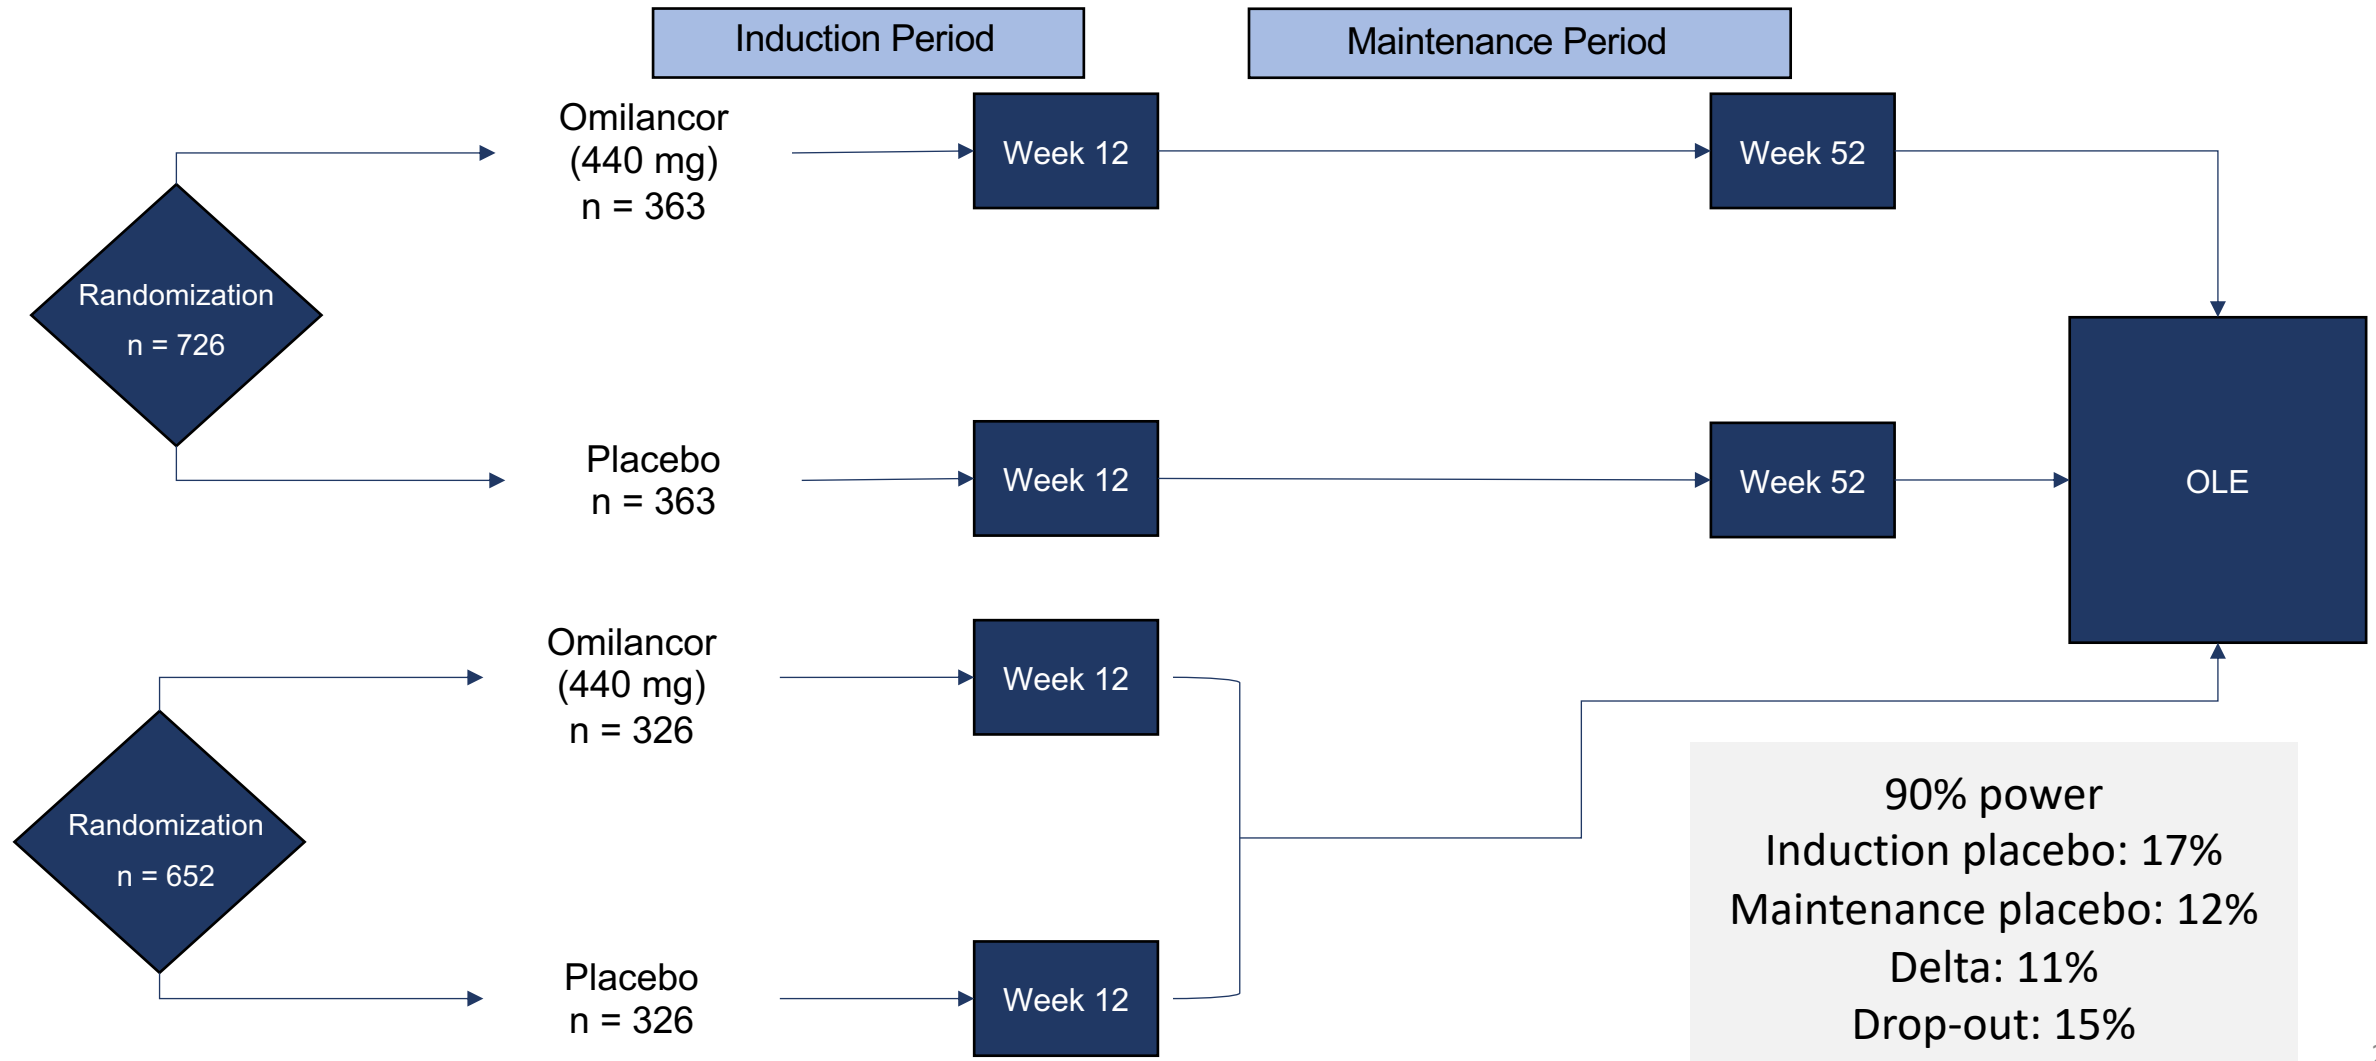 Induction Period
Maintenance Period
Omilancor
(440 mg)
n = 363
Week 12
Week 52
Randomization
n = 726
Placebo
n = 363
Week 12
Week 52
OLE
Omilancor
(440 mg)
n = 326
Week 12
Randomization
n = 652
Placebo
n = 326
Week 12
90% power
Induction placebo: 17%
Maintenance placebo: 12%
Delta: 11%
Drop-out: 15%